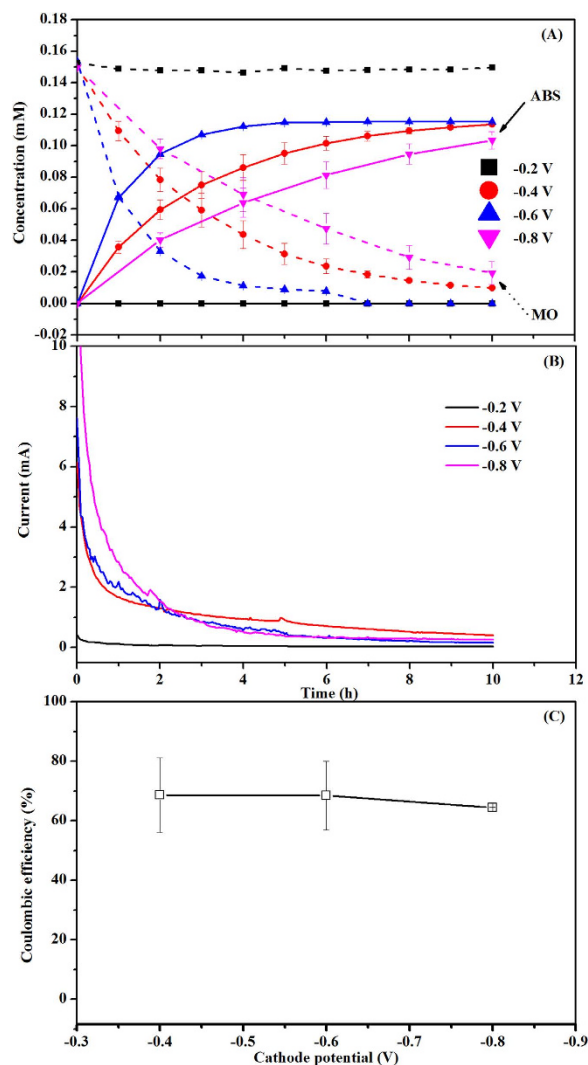 (A)
0.18
0.16
0.14
0.12
0.10
0.08
0.06
0.04
0.02
0.00
-0.02
Concentration (mM)
ABS
-0.2 V
-0.4 V
-0.6 V
-0.8 V
MO
(B)
10
8
6
4
2
0
Current (mA)
-0.2 V
-0.4 V
-0.6 V
-0.8 V
0 2 4 6 8 10 12
Time (h)
(C)
100
80
60
40
20
0
Coulombic efficiency (%)
-0.3 -0.4 -0.5 -0.6 -0.7 -0.8 -0.9
Cathode potential (V)